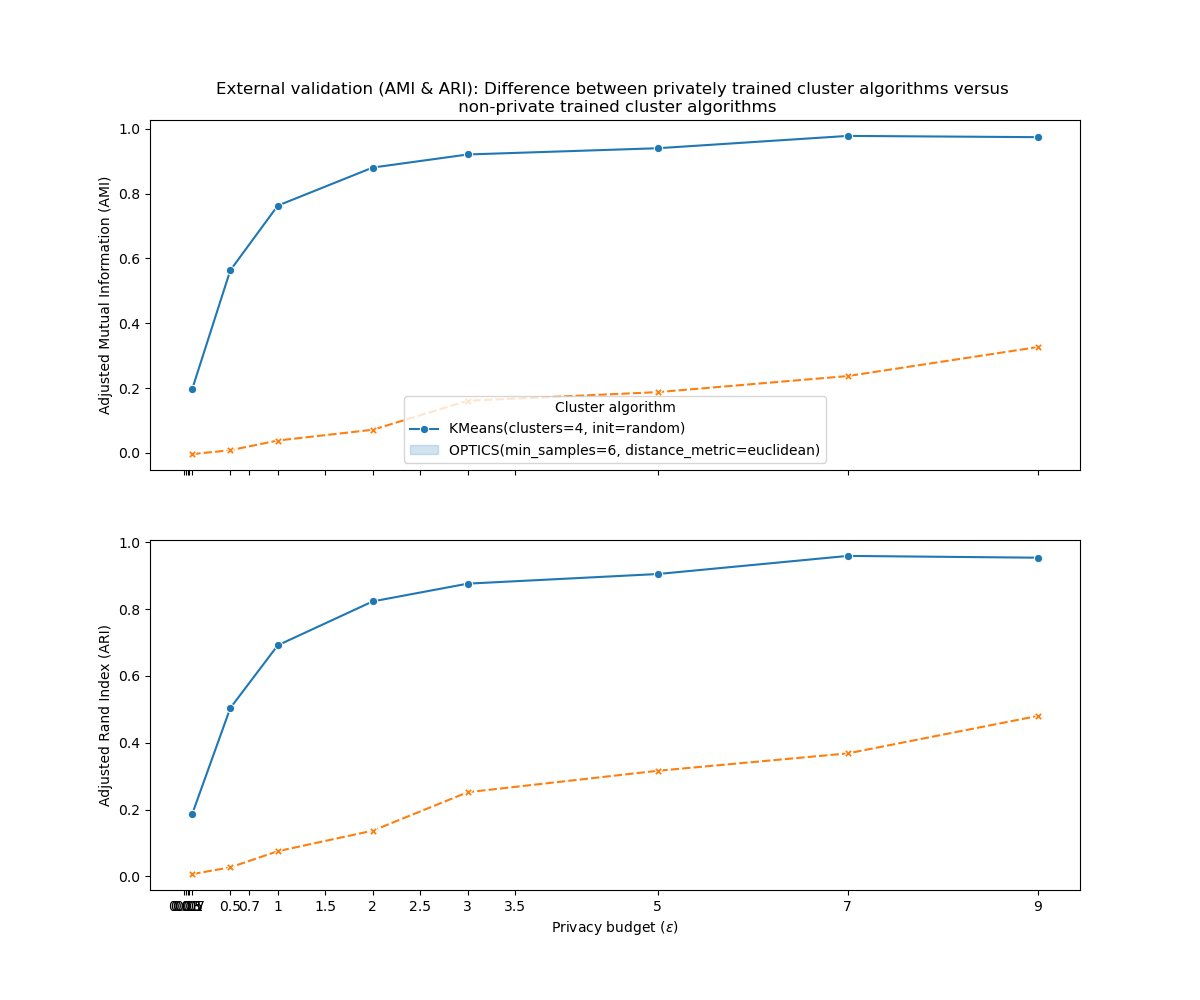 External validation (AMI & ARI): Difference between privately trained cluster algorithms versus
non-private trained cluster algorithms
1.0
0.8
0.6
0.4
0.2
0.0
Adjusted Mutual Information (AMI)
Cluster algorithm
KMeans(clusters=4, init=random)
OPTICS(min_samples=6, distance_metric=euclidean)
1.0
0.8
0.6
0.4
0.2
0.0
Adjusted Rand Index (ARI)
0.5 0.7 1 1.5 2 2.5 3 3.5 5 7 9
Privacy budget (ε)